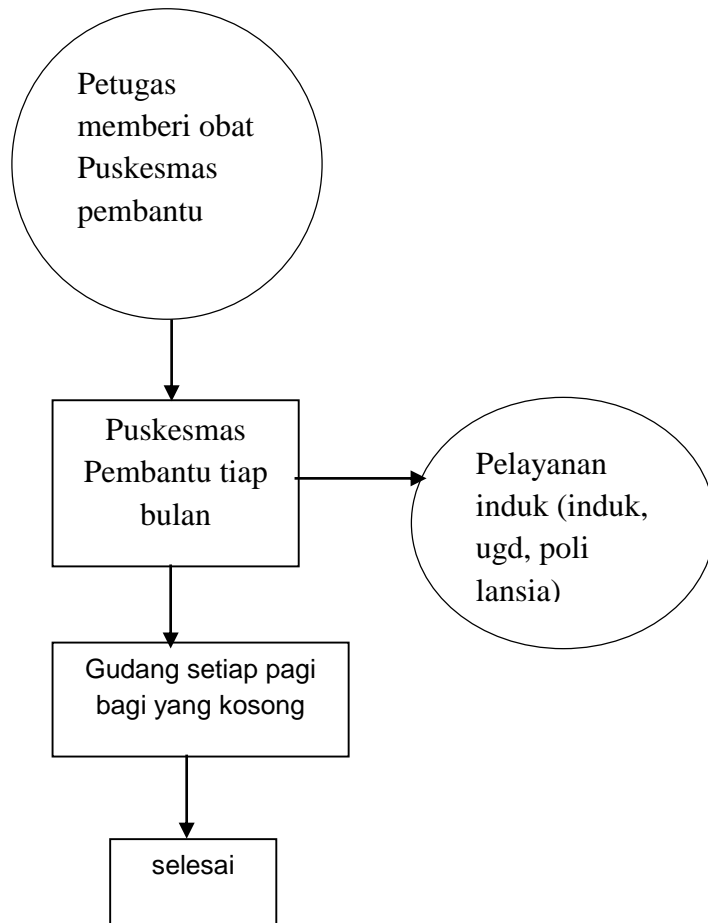 Petugas
memberi obat
Puskesmas
pembantu
Puskesmas
Pembantu tiap
bulan
Pelayanan
induk (induk,
ugd, poli
lansia)
Gudang setiap pagi
bagi yang kosong
selesai